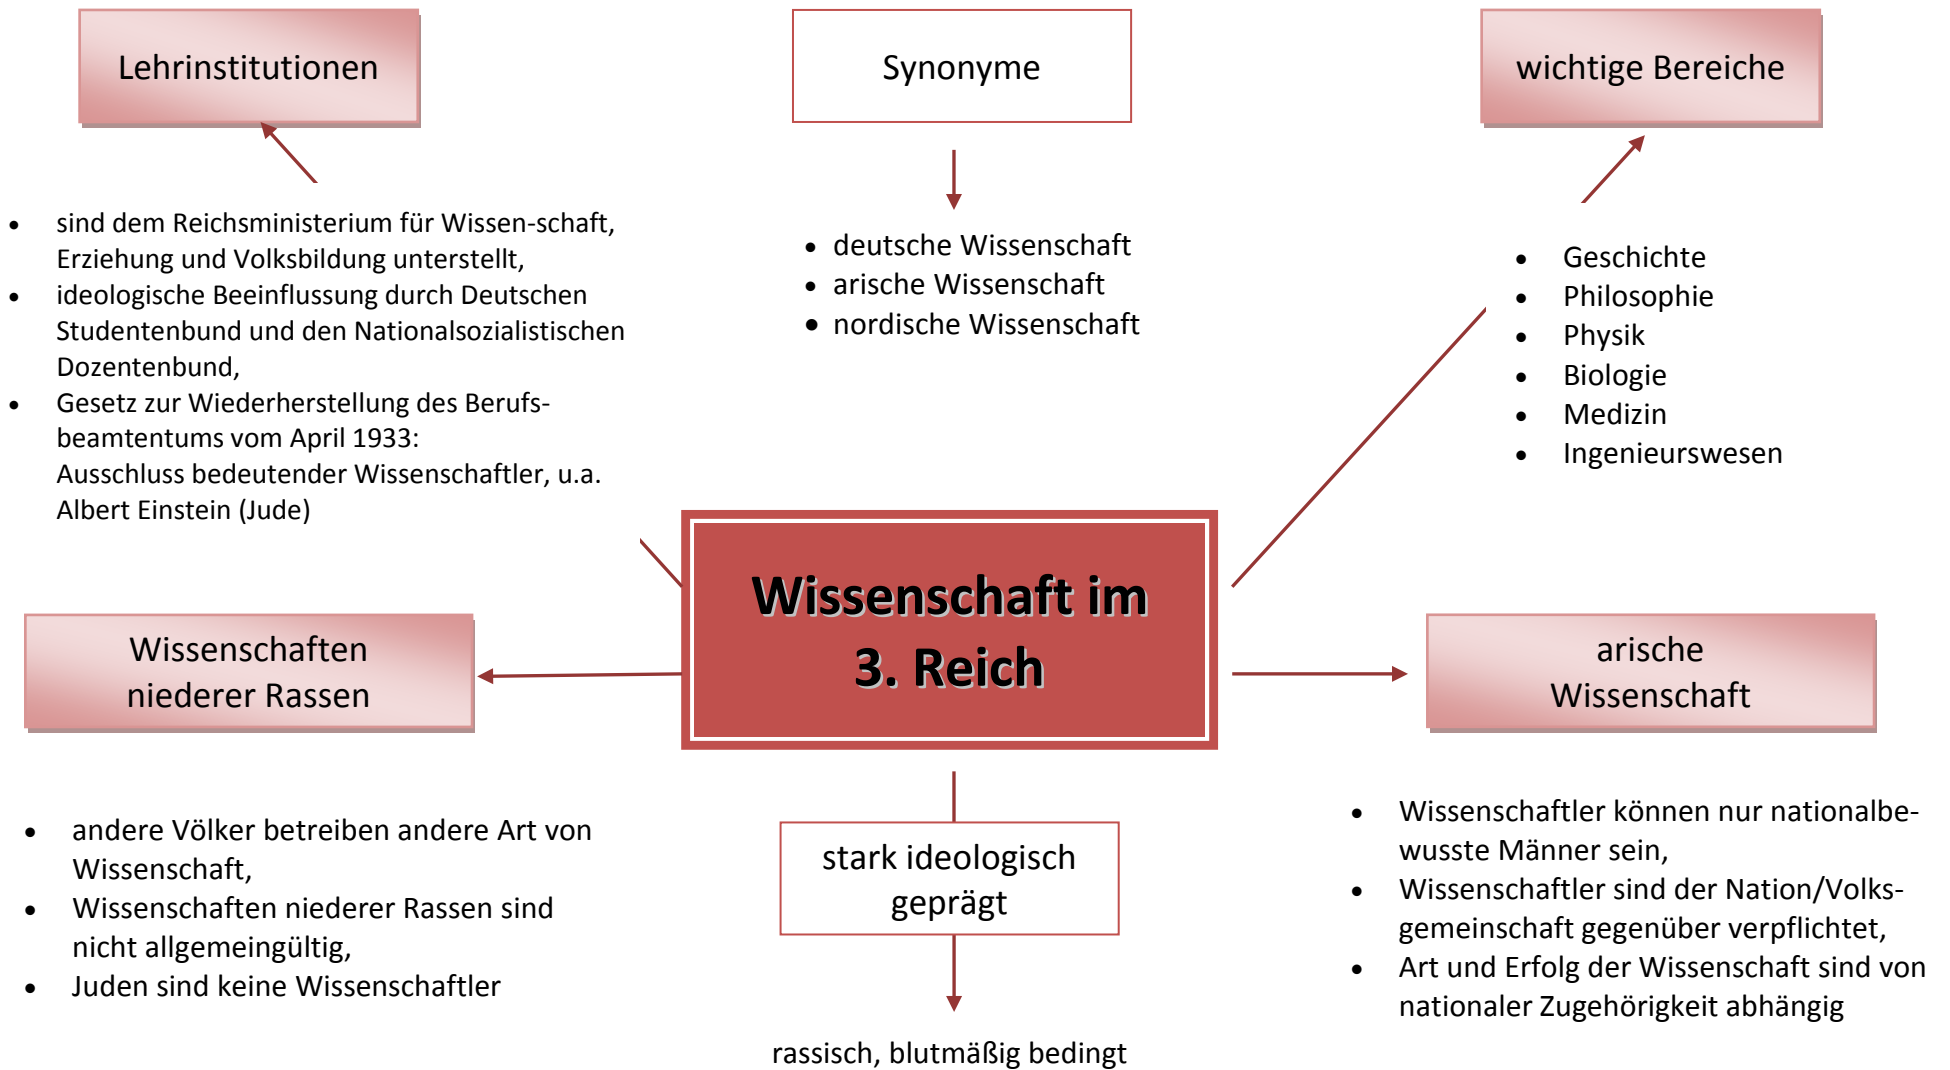 Lehrinstitutionen
• sind dem Reichsministerium für Wissen-schaft,
Erziehung und Volksbildung unterstellt,
• ideologische Beeinflussung durch Deutschen
Studentenbund und den Nationalsozialistischen
Dozentenbund,
• Gesetz zur Wiederherstellung des Berufs-
beamtentums vom April 1933:
Ausschluss bedeutender Wissenschaftler, u.a.
Albert Einstein (Jude)
Synonyme
• deutsche Wissenschaft
• arische Wissenschaft
• nordische Wissenschaft
wichtige Bereiche
• Geschichte
• Philosophie
• Physik
• Biologie
• Medizin
• Ingenieurswesen
Wissenschaft im
3. Reich
Wissenschaften
niederer Rassen
• andere Völker betreiben andere Art von
Wissenschaft,
• Wissenschaften niederer Rassen sind
nicht allgemeingültig,
• Juden sind keine Wissenschaftler
stark ideologisch
geprägt
rassisch, blutmäßig bedingt
arische
Wissenschaft
• Wissenschaftler können nur nationalbe-
wusste Männer sein,
• Wissenschaftler sind der Nation/Volks-
gemeinschaft gegenüber verpflichtet,
• Art und Erfolg der Wissenschaft sind von
nationaler Zugehörigkeit abhängig